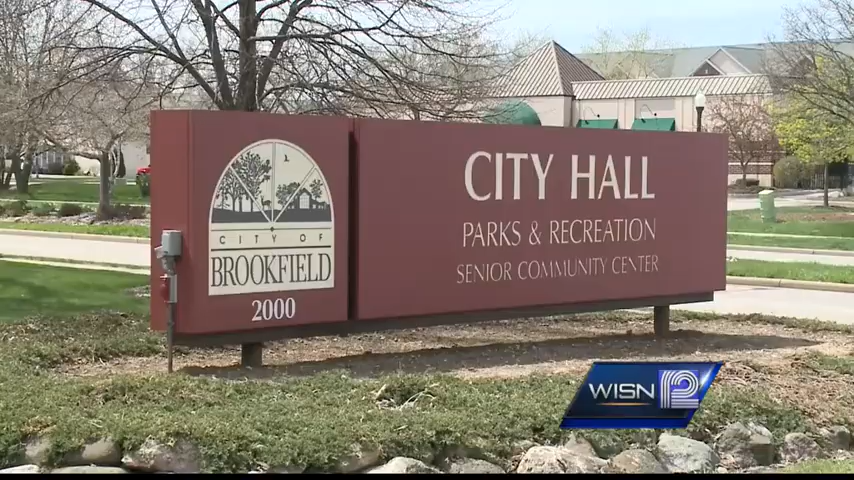 CITY OF
BROOKFIELD
2000
CITY HALL
PARKS & RECREATION
SENIOR COMMUNITY CENTER
WISN 12